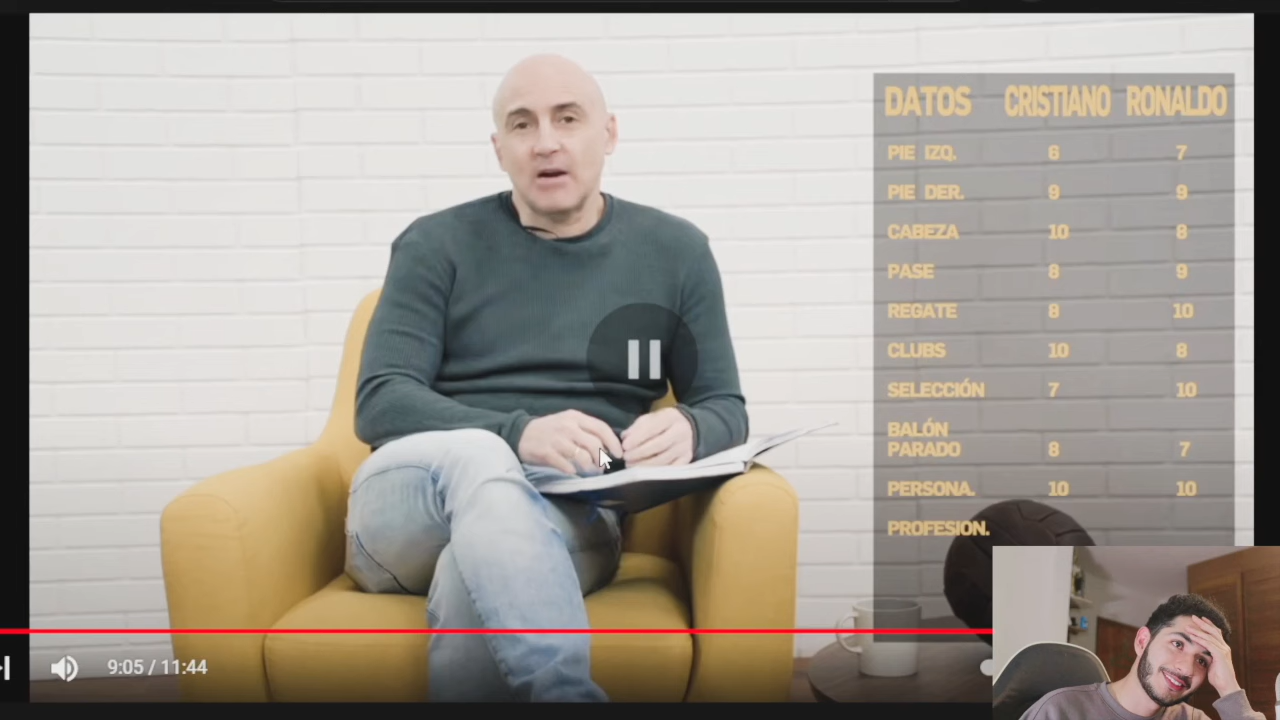 DATOS CRISTIANO RONALDO
PIE IZQ. 6 7
PIE DER. 9 9
CABEZA 10 8
PASE 8 9
REGATE 8 10
CLUBS 10 8
SELECCIÓN 7 10
BALÓN
PARADO 8 7
PERSONA. 10 10
PROFESION.
9:05 / 11:44